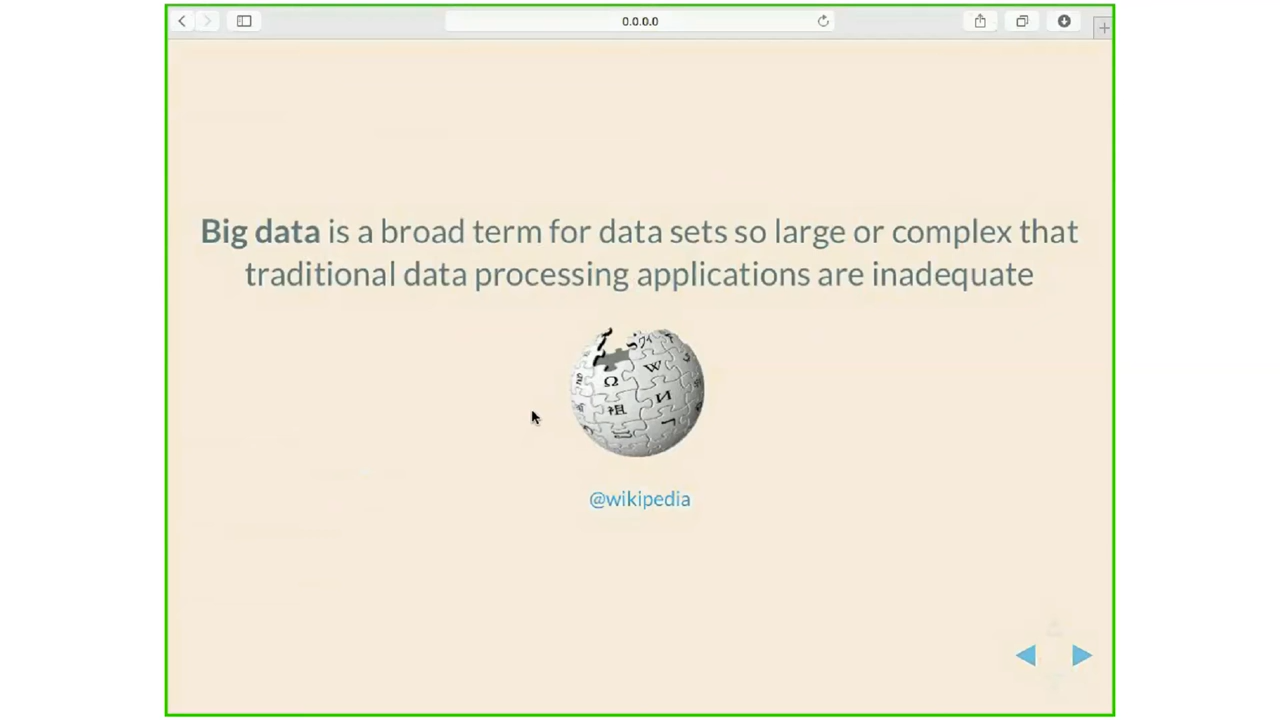 0.0.0.0
Big data is a broad term for data sets so large or complex that
traditional data processing applications are inadequate
Ω W
祖 И
@wikipedia